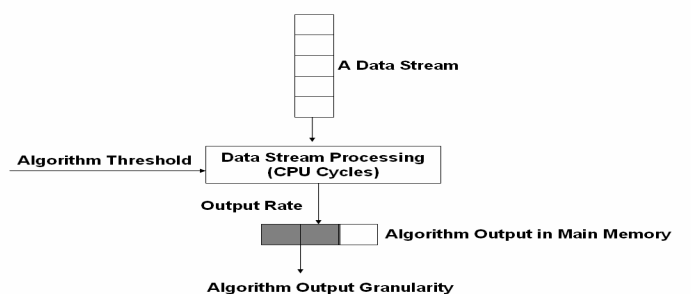 A Data Stream
Algorithm Threshold
Data Stream Processing
(CPU Cycles)
Output Rate
Algorithm Output in Main Memory
Algorithm Output Granularity